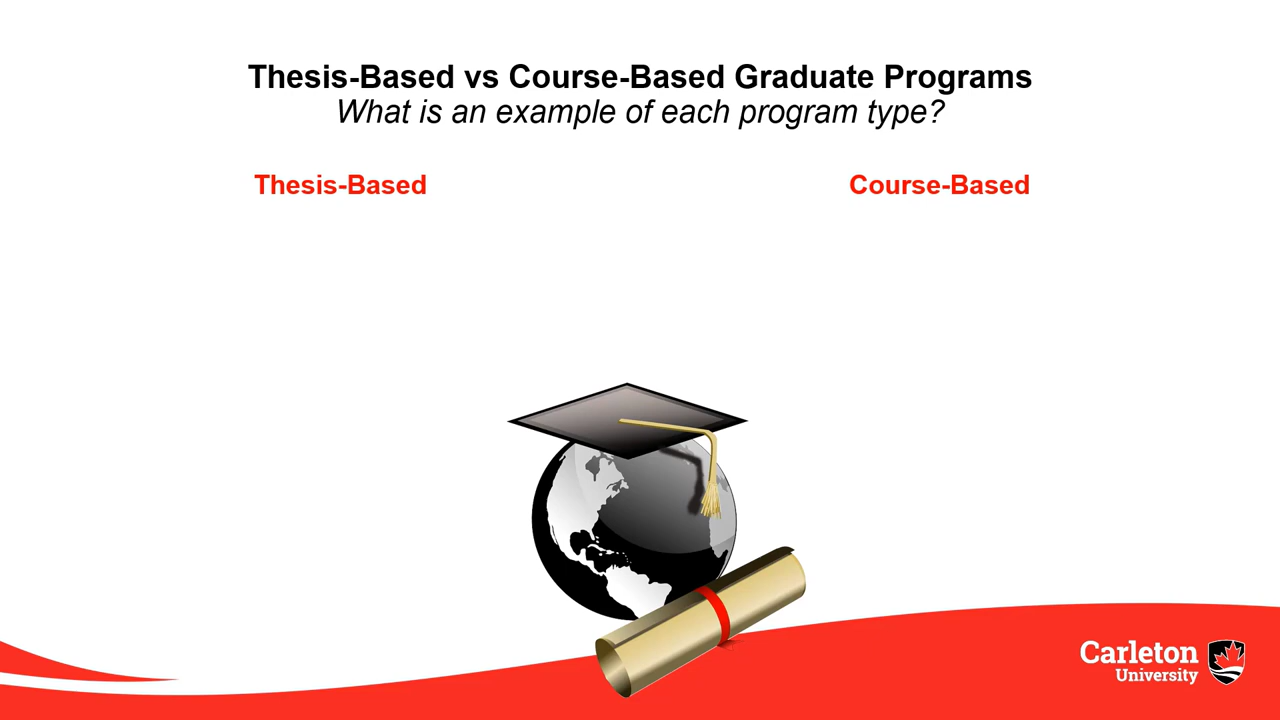 Thesis-Based vs Course-Based Graduate Programs
What is an example of each program type?
Thesis-Based
Course-Based
Carleton
University